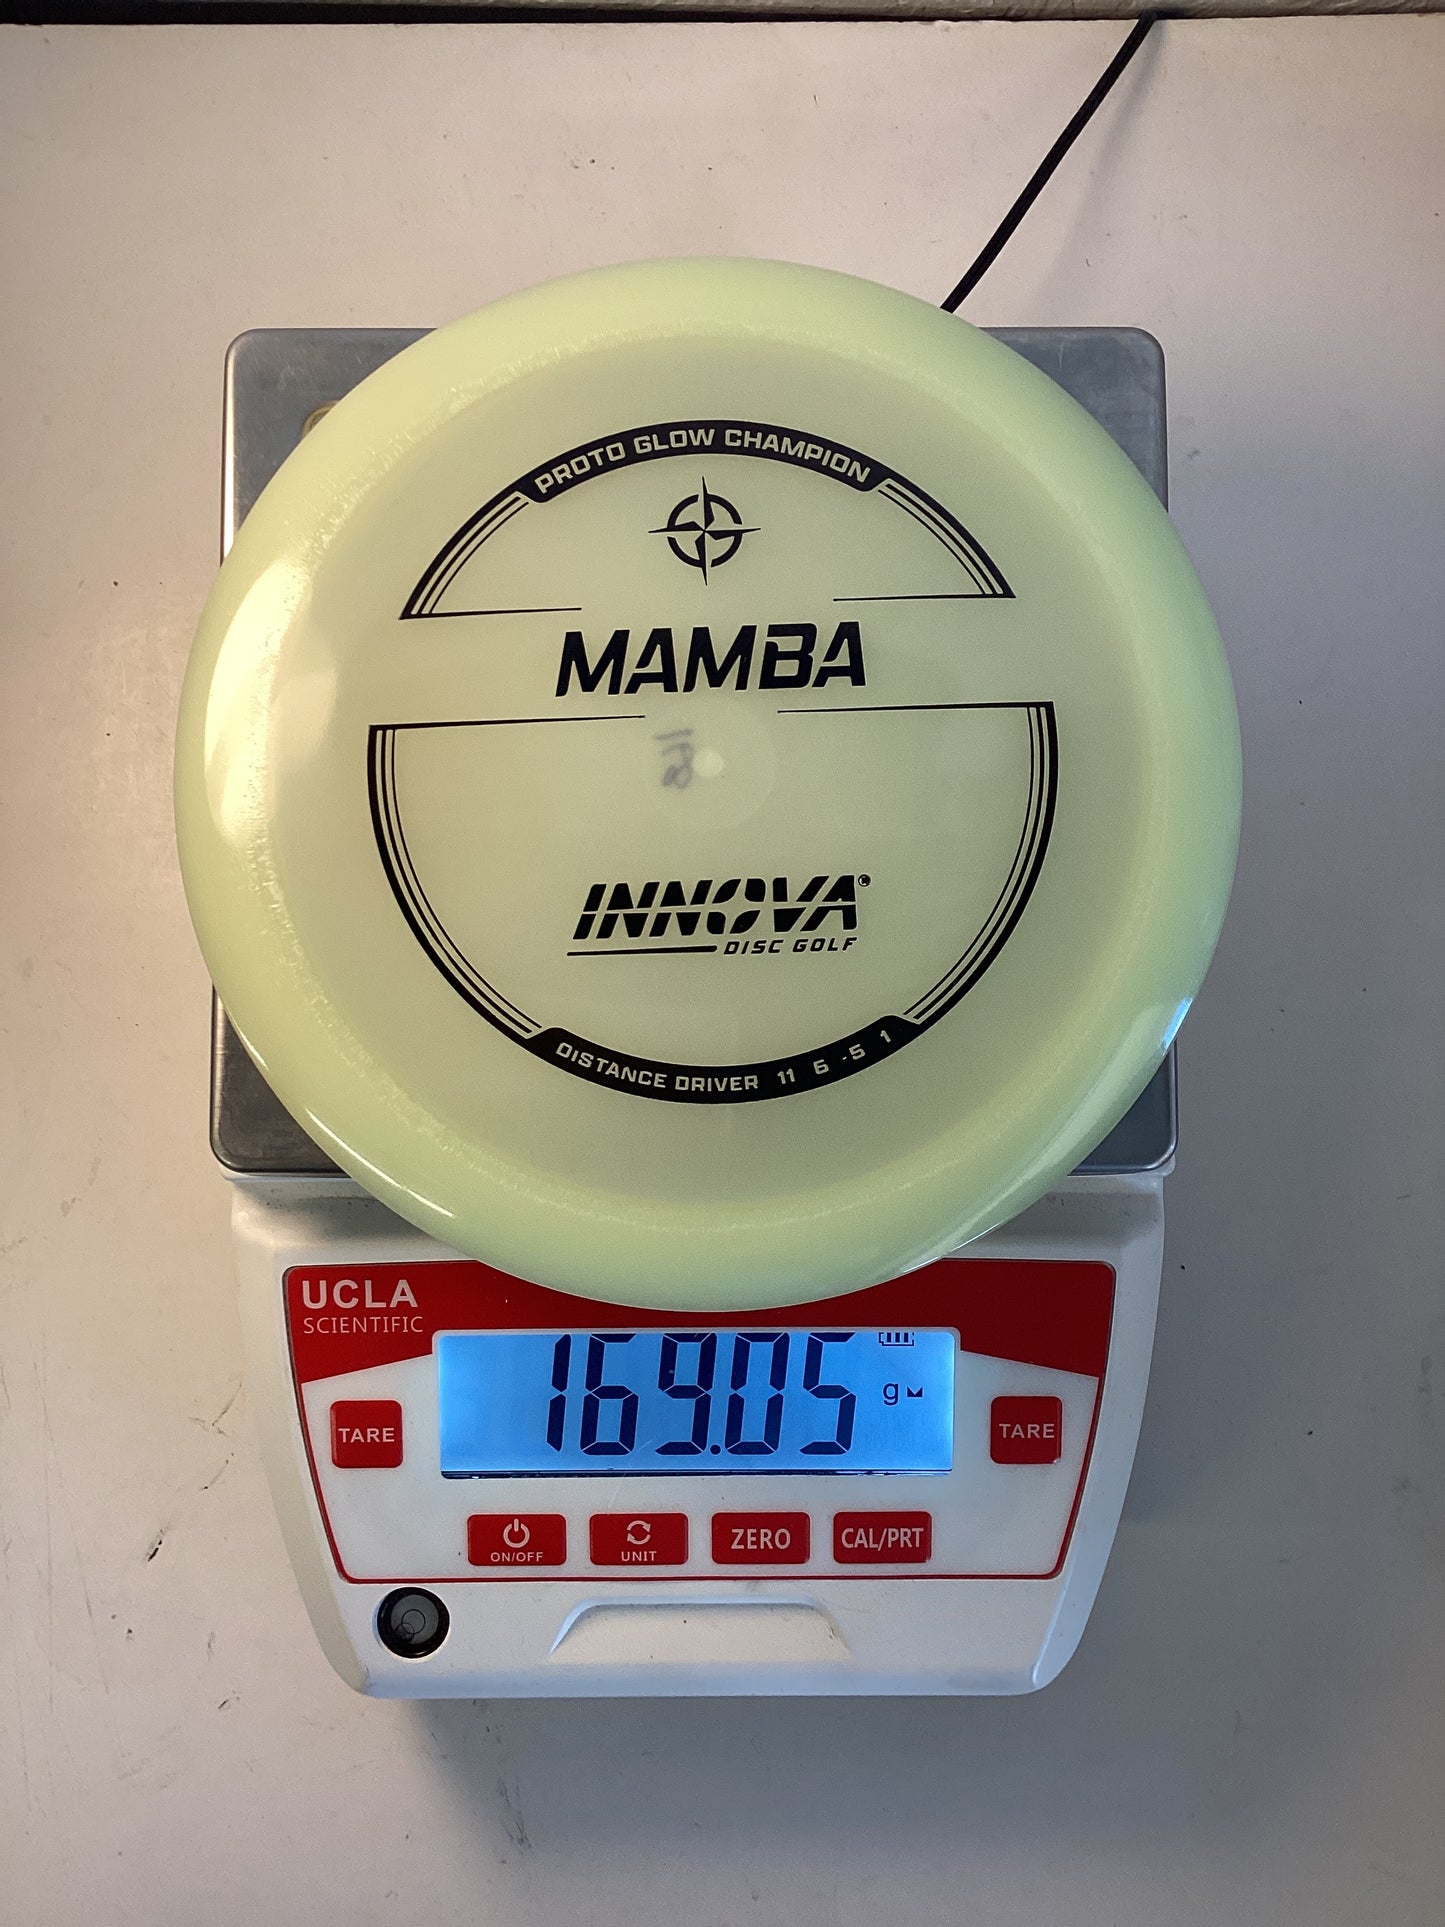 PROTO GLOW CHAMPION
MAMBA
INNOVA®
DISC GOLF
DISTANCE DRIVER 11 6 -5 1
UCLA
SCIENTIFIC
169.05 g
TARE
TARE
ON/OFF
UNIT
ZERO
CAL/PRT